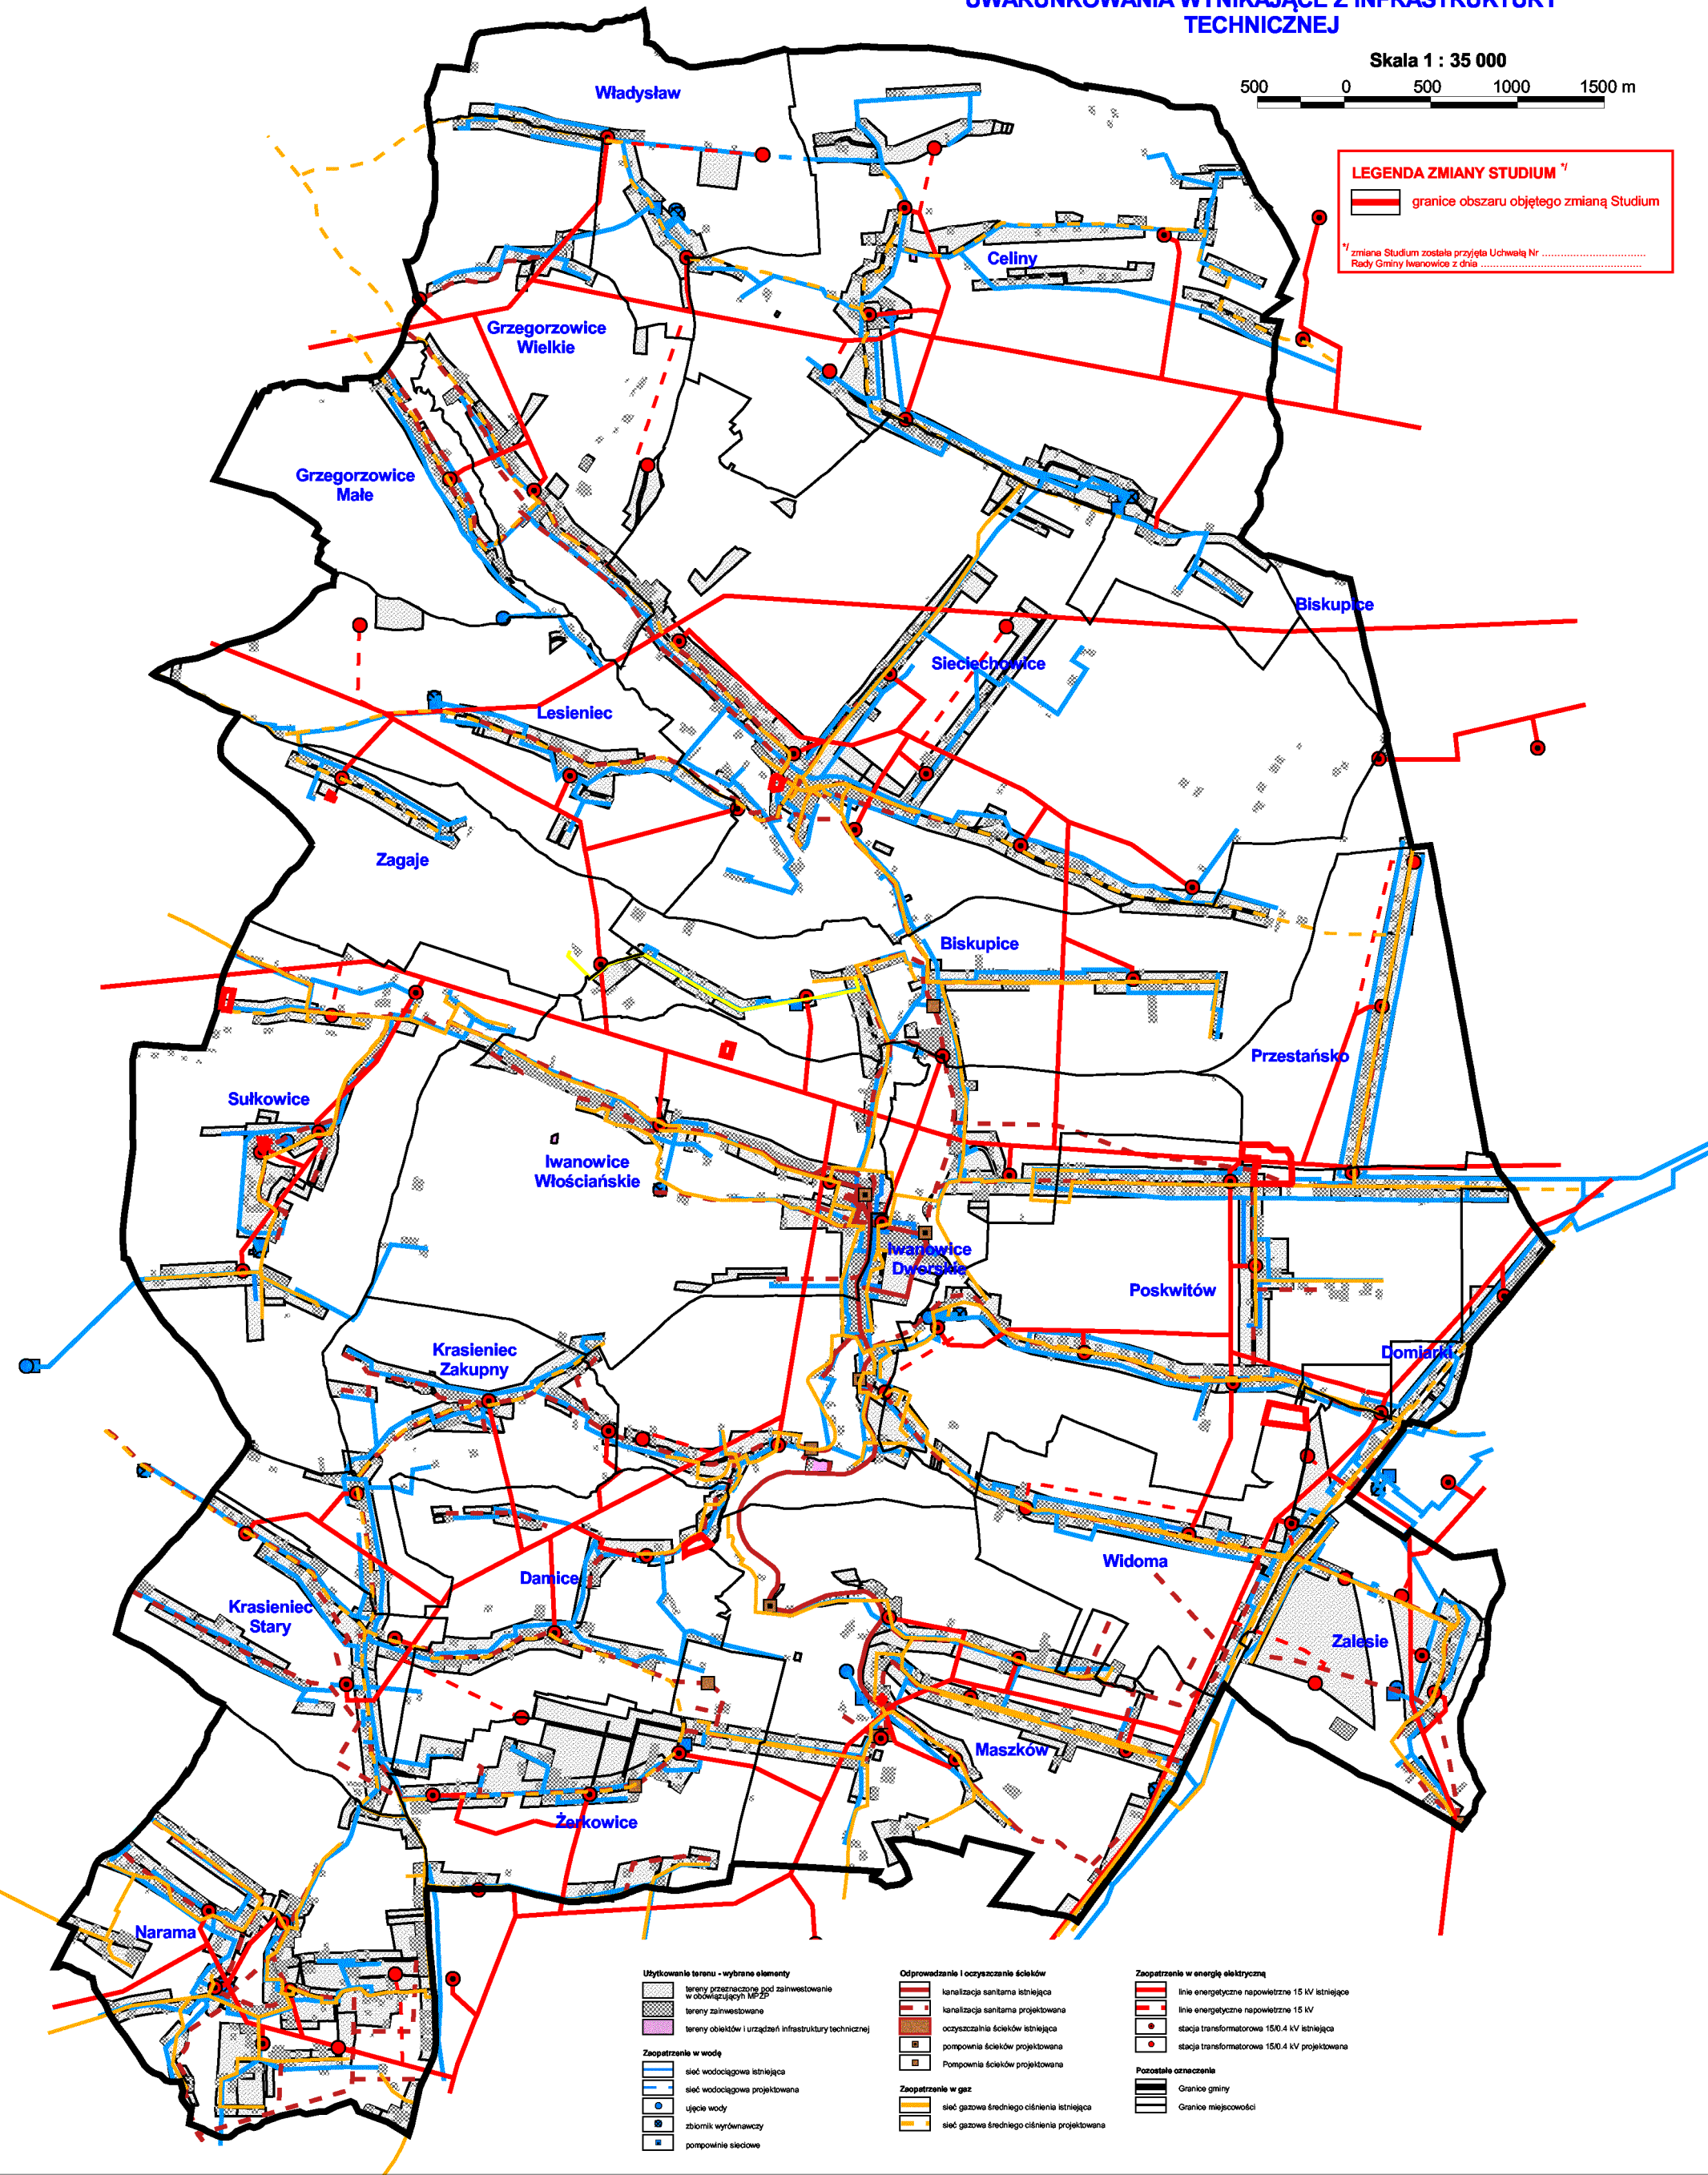 UWARUNKOWANIA WYNIKAJĄCE Z INFRASTRUKTURY
TECHNICZNEJ
Skala 1 : 35 000
500 0 500 1000 1500 m
LEGENDA ZMIANY STUDIUM */
granice obszaru objętego zmianą Studium
*/ zmiana Studium została przyjęta Uchwałą Nr ................................
Rady Gminy Iwanowice z dnia ..................................................
Władysław
Celiny
Grzegorzowice
Wielkie
Grzegorzowice
Małe
Biskupice
Sieciechowice
Lesieniec
Zagaje
Biskupice
Przestańsko
Sułkowice
Iwanowice
Włościańskie
Iwanowice
Dworskie
Poskwitów
Krasieniec
Zakupny
Domiarki
Widoma
Damice
Krasieniec
Stary
Zalesie
Maszków
Żerkowice
Narama
Użytkowanie terenu - wybrane elementy
tereny przeznaczone pod zainwestowanie
w obowiązujących MPZP
tereny zainwestowane
tereny obiektów i urządzeń infrastruktury technicznej
Zaopatrzenie w wodę
sieć wodociągowa istniejąca
sieć wodociągowa projektowana
ujęcie wody
zbiornik wyrównawczy
pompownie sieciowe
Odprowadzanie i oczyszczanie ścieków
kanalizacja sanitarna istniejąca
kanalizacja sanitarna projektowana
oczyszczalnia ścieków istniejąca
pompownia ścieków projektowana
Pompownia ścieków projektowana
Zaopatrzenie w gaz
sieć gazowa średniego ciśnienia istniejąca
sieć gazowa średniego ciśnienia projektowana
Zaopatrzenie w energię elektryczną
linie energetyczne napowietrzne 15 kV istniejące
linie energetyczne napowietrzne 15 kV
stacja transformatorowa 15/0.4 kV istniejąca
stacja transformatorowa 15/0.4 kV projektowana
Pozostałe oznaczenia
Granice gminy
Granice miejscowości